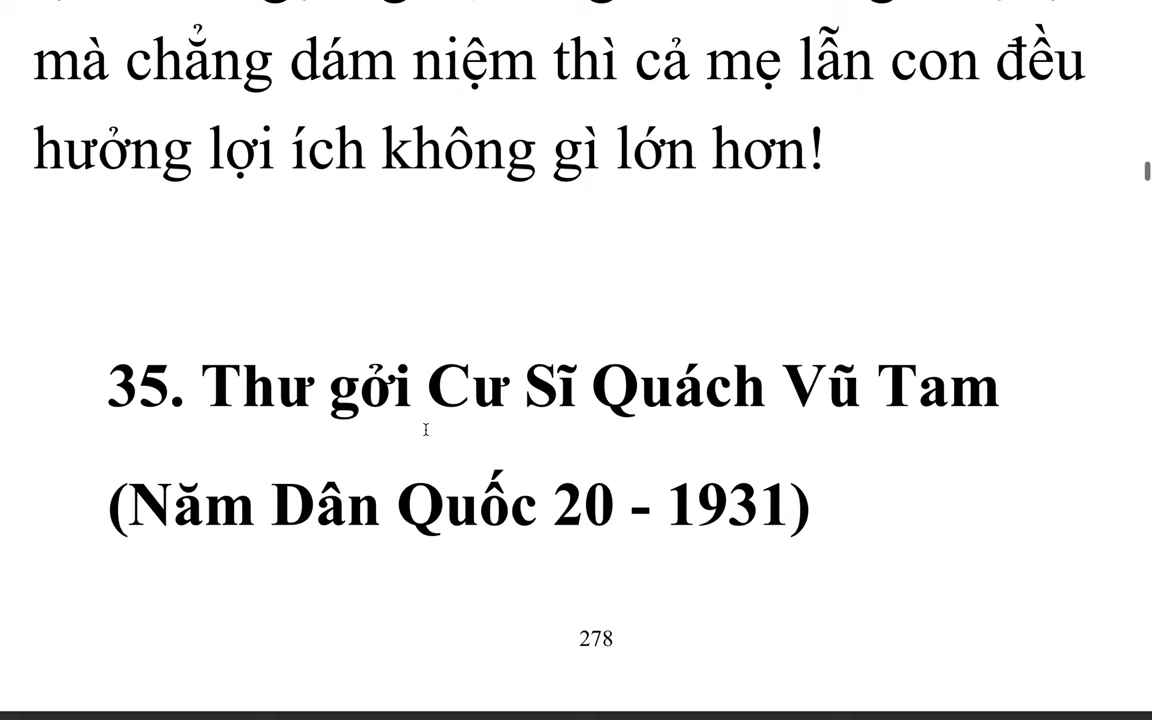 mà chẳng dám niệm thì cả mẹ lẫn con đều
hưởng lợi ích không gì lớn hơn!
35. Thư gởi Cư Sĩ Quách Vũ Tam
(Năm Dân Quốc 20 - 1931)
278